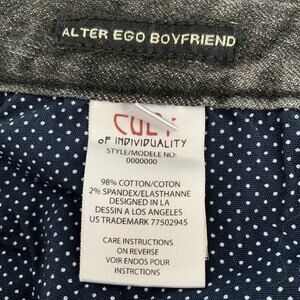 ALTER EGO BOYFRIEND
CULT
OF INDIVIDUALITY
STYLE/MODELE NO:
0000000
98% COTTON/COTON
2% SPANDEX/ELASTHANNE
DESIGNED IN LA
DESSIN A LOS ANGELES
US TRADEMARK 77502945
CARE INSTRUCTIONS
ON REVERSE
VOIR ENDOS POUR
INSTRCTIONS